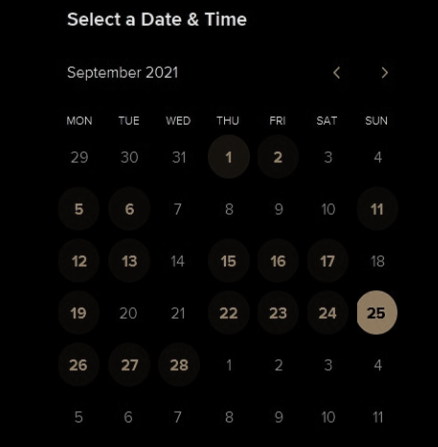 Select a Date & Time
September 2021
MON TUE WED THU FRI SAT SUN
29 30 31 1 2 3 4
5 6 7 8 9 10 11
12 13 14 15 16 17 18
19 20 21 22 23 24 25
26 27 28 1 2 3 4
5 6 7 8 9 10 11